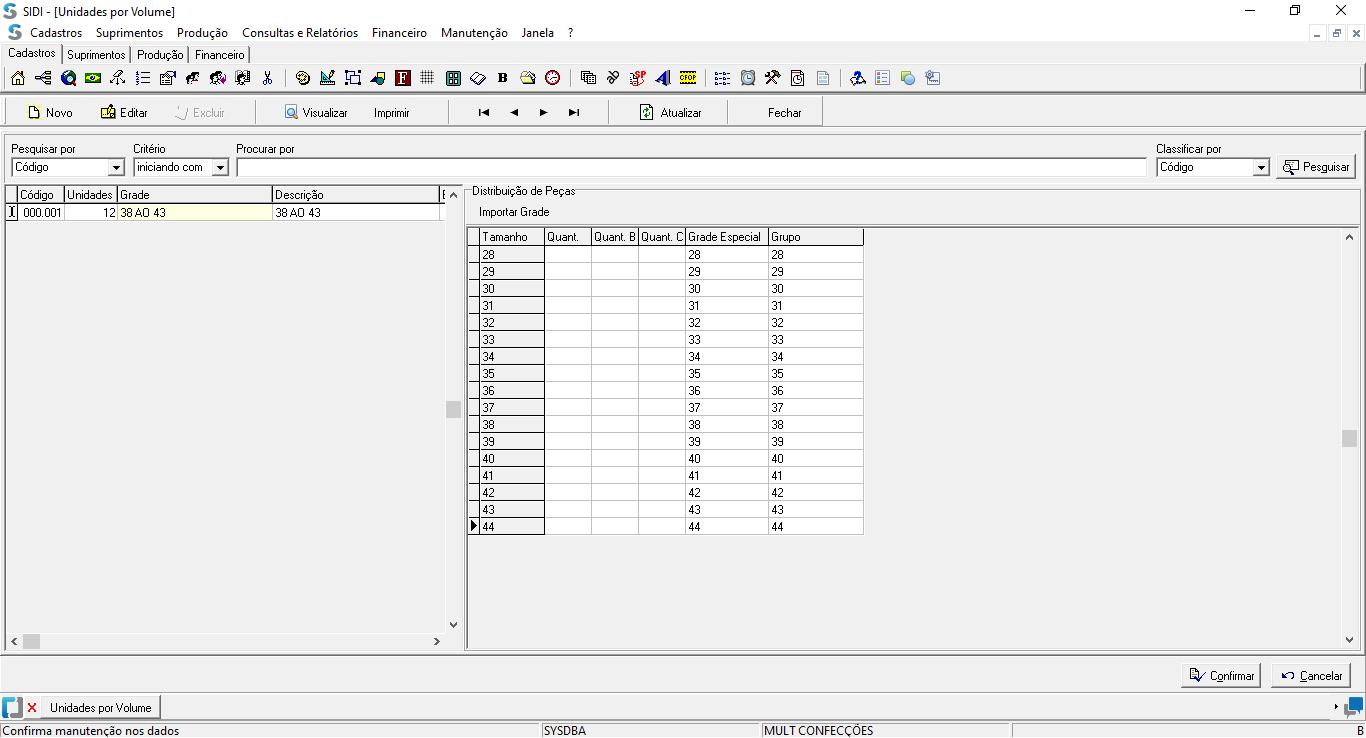 SIDI - [Unidades por Volume]
Cadastros Suprimentos Produção Consultas e Relatórios Financeiro Manutenção Janela ?
Cadastros Suprimentos Produção Financeiro
F B SP CFOP
Novo Editar Excluir Visualizar Imprimir Atualizar Fechar
Pesquisar por Critério Procurar por Classificar por
Código iniciando com Código Pesquisar
Código Unidades Grade Descrição E
000.001 12 38 AO 43 38 AO 43
Distribuição de Peças
Importar Grade
Tamanho Quant. Quant. B Quant. C Grade Especial Grupo
28 28 28
29 29 29
30 30 30
31 31 31
32 32 32
33 33 33
34 34 34
35 35 35
36 36 36
37 37 37
38 38 38
39 39 39
40 40 40
41 41 41
42 42 42
43 43 43
44 44 44
Confirmar Cancelar
Unidades por Volume
Confirma manutenção nos dados SYSDBA MULT CONFECÇÕES B